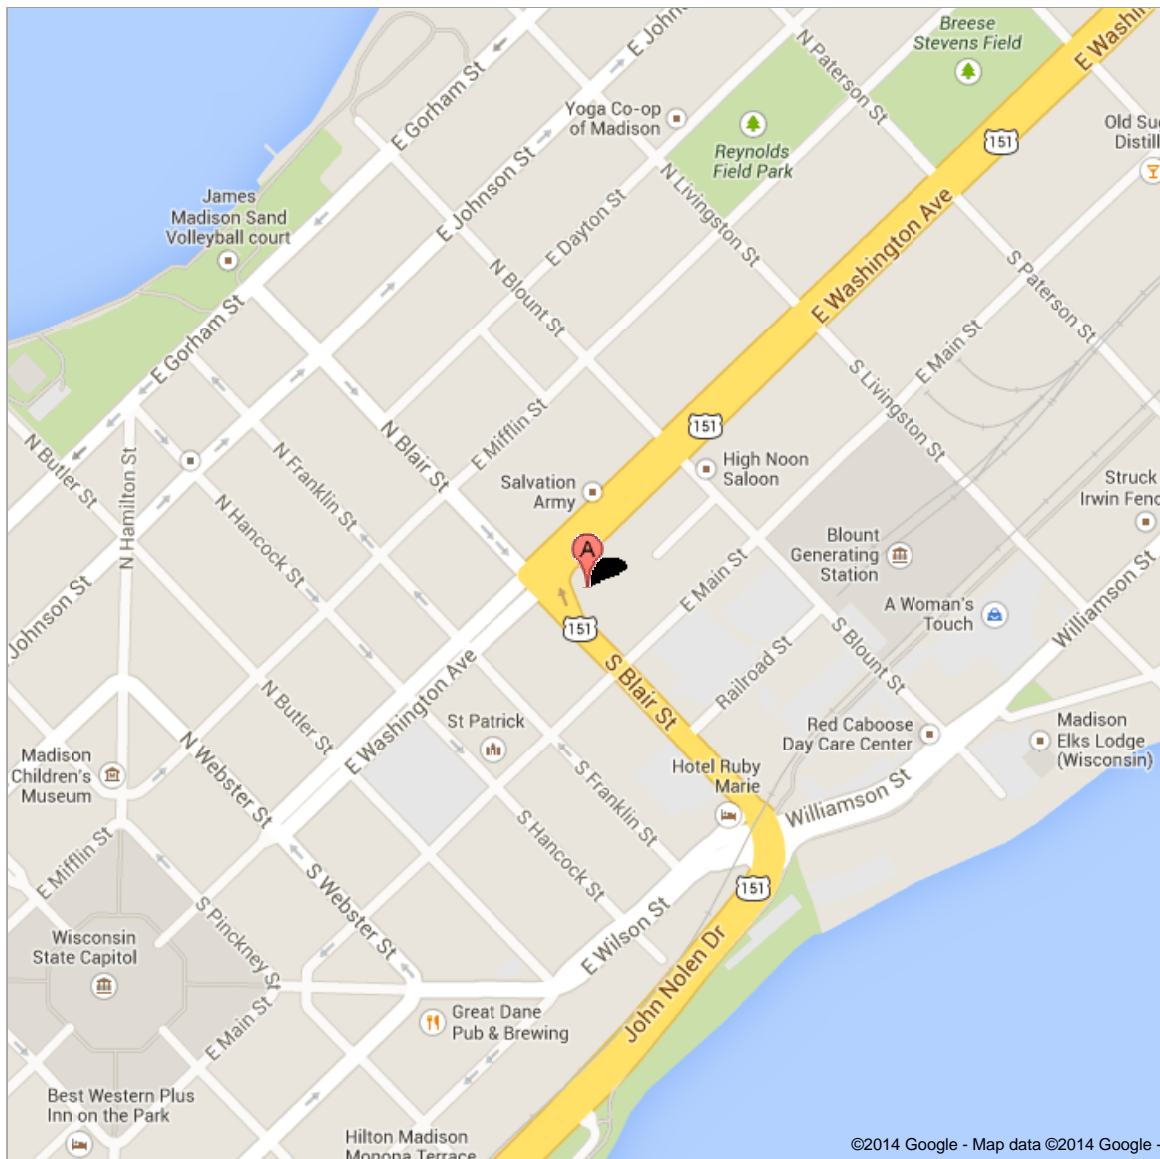 Breese
Stevens Field
E Johns
E Washi
N Paterson St
E Gorham St
Yoga Co-op
of Madison
151
Old Su
Distill
Reynolds
Field Park
E Johnson St
N Livingston St
James
Madison Sand
Volleyball court
E Dayton St
E Washington Ave
N Blount St
S Paterson St
E Gorham St
E Main St
S Livingston St
E Mifflin St
N Blair St
151
N Butler St
N Hamilton St
N Franklin St
High Noon
Saloon
Salvation
Army
Struck
Irwin Fenc
N Hancock St
Blount
Generating
Station
A
E Main St
A Woman's
Touch
Williamson St
Johnson St
151
S Blount St
S Blair St
Railroad St
N Butler St
E Washington Ave
St Patrick
Red Caboose
Day Care Center
Madison
Elks Lodge
(Wisconsin)
Madison
Children's
Museum
N Webster St
Hotel Ruby
Marie
S Franklin St
Williamson St
S Hancock St
E Mifflin St
151
S Webster St
S Pinckney St
E Wilson St
Wisconsin
State Capitol
John Nolen Dr
E Main St
Great Dane
Pub & Brewing
Best Western Plus
Inn on the Park
Hilton Madison
Monona Terrace
©2014 Google - Map data ©2014 Google -